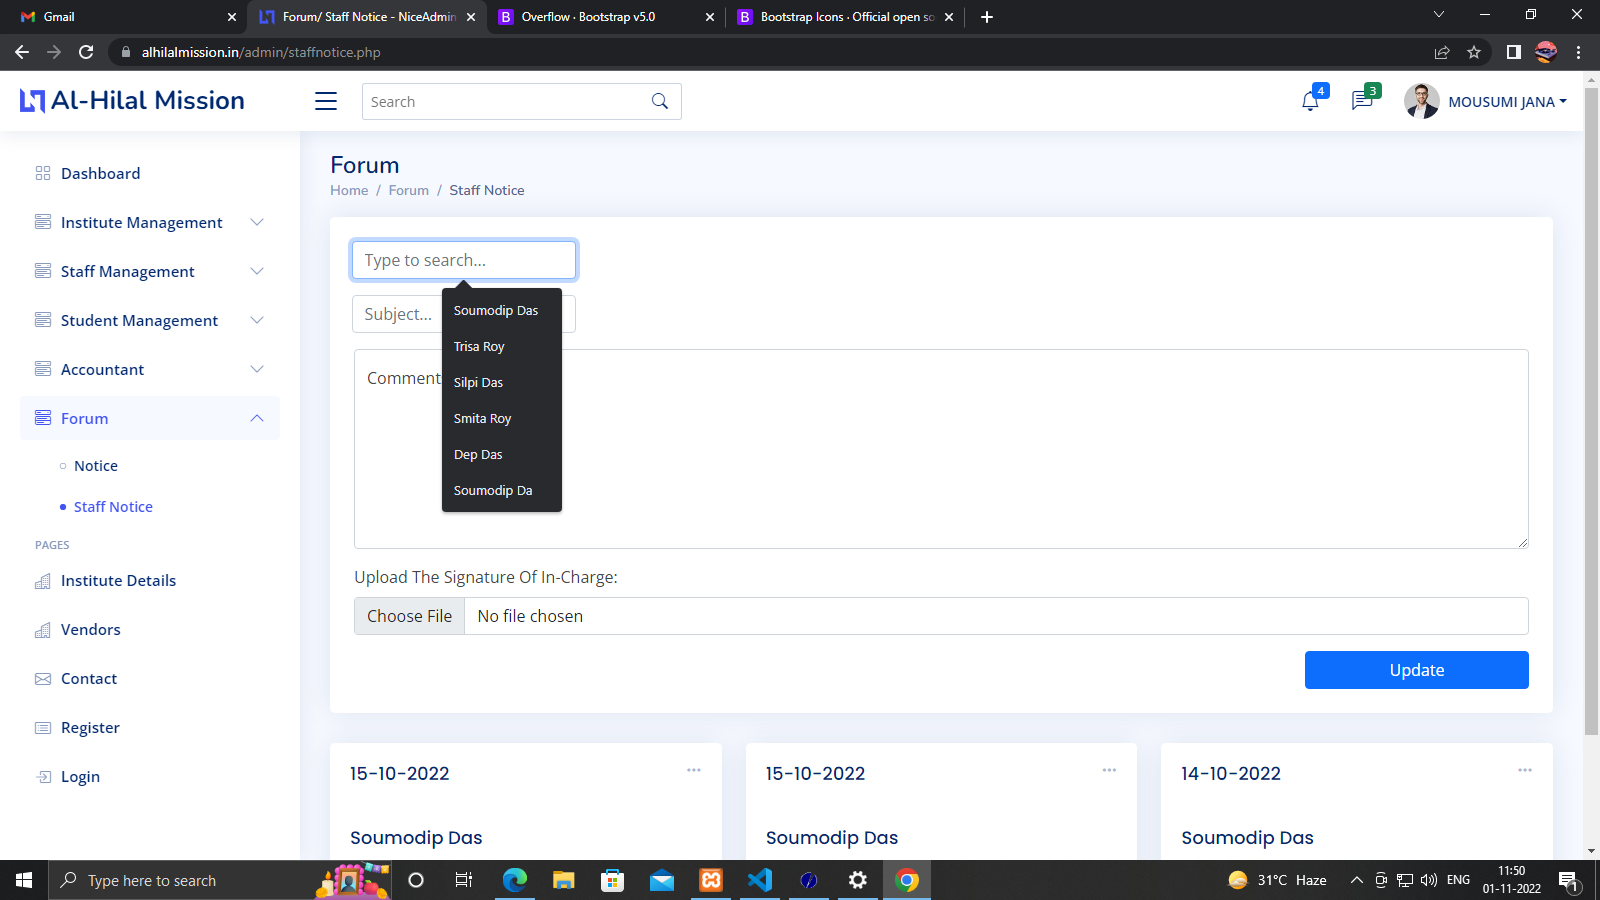 Gmail
Forum/ Staff Notice - NiceAdmin
Overflow · Bootstrap v5.0
Bootstrap Icons · Official open so
alhilalmission.in/admin/staffnotice.php
Al-Hilal Mission
Search
4
3
MOUSUMI JANA
Dashboard
Institute Management
Staff Management
Student Management
Accountant
Forum
Notice
Staff Notice
PAGES
Institute Details
Vendors
Contact
Register
Login
Forum
Home / Forum / Staff Notice
Type to search...
Subject...
Soumodip Das
Trisa Roy
Silpi Das
Smita Roy
Dep Das
Soumodip Da
Comment
Upload The Signature Of In-Charge:
Choose File No file chosen
Update
15-10-2022
Soumodip Das
15-10-2022
Soumodip Das
14-10-2022
Soumodip Das
Type here to search
31°C Haze
ENG
11:50
01-11-2022
1